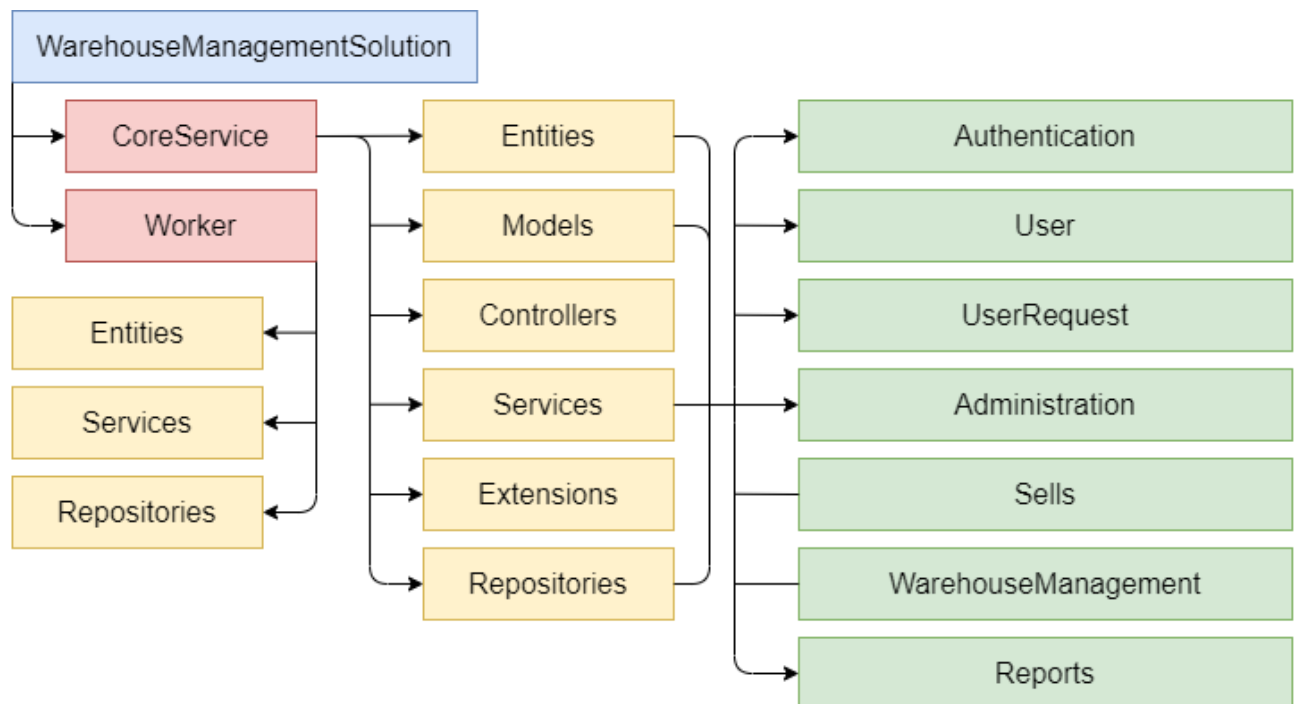 WarehouseManagementSolution
CoreService
Worker
Entities
Services
Repositories
Entities
Models
Controllers
Services
Extensions
Repositories
Authentication
User
UserRequest
Administration
Sells
WarehouseManagement
Reports